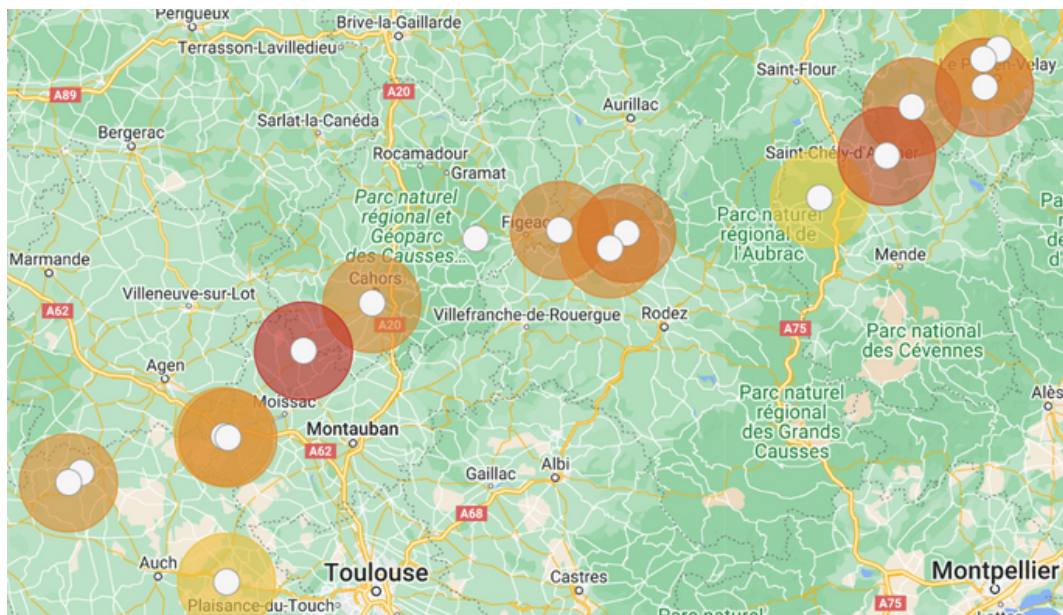 Périgueux
Brive-la-Gaillarde
Terrasson-Lavilledieu
A89
A20
Saint-Flour
Le Puy-en-Velay
Aurillac
Bergerac
Sarlat-la-Canéda
Rocamadour
Gramat
Saint-Chély-d'Apcher
Parc naturel
régional et
Géoparc
des Causses...
Figeac
Parc naturel
régional de
l'Aubrac
Mende
Marmande
Villeneuve-sur-Lot
Cahors
A62
A20
Villefranche-de-Rouergue
Rodez
A75
Parc national
des Cévennes
Agen
Moissac
Parc naturel
régional
des Grands
Causses
Alès
Montauban
A62
Gaillac
Albi
A68
Auch
Toulouse
Plaisance-du-Touch
Castres
Montpellier
A75
Parc naturel